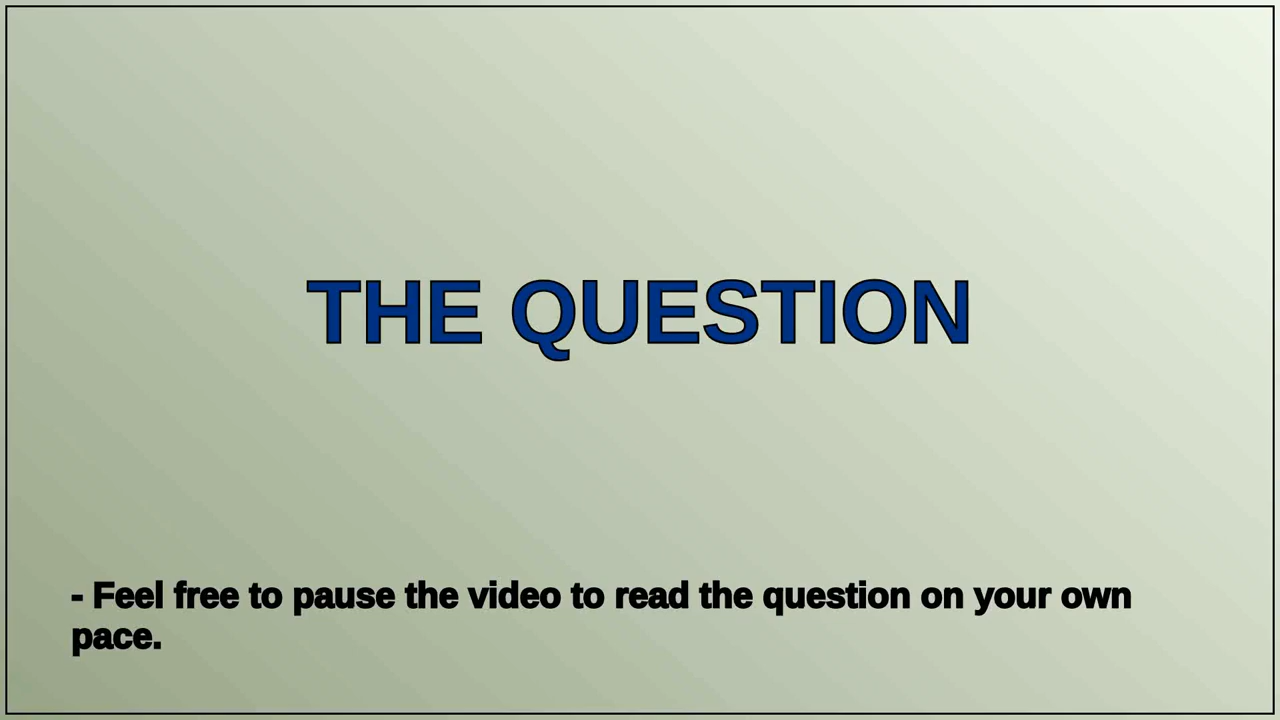 THE QUESTION
- Feel free to pause the video to read the question on your own
pace.